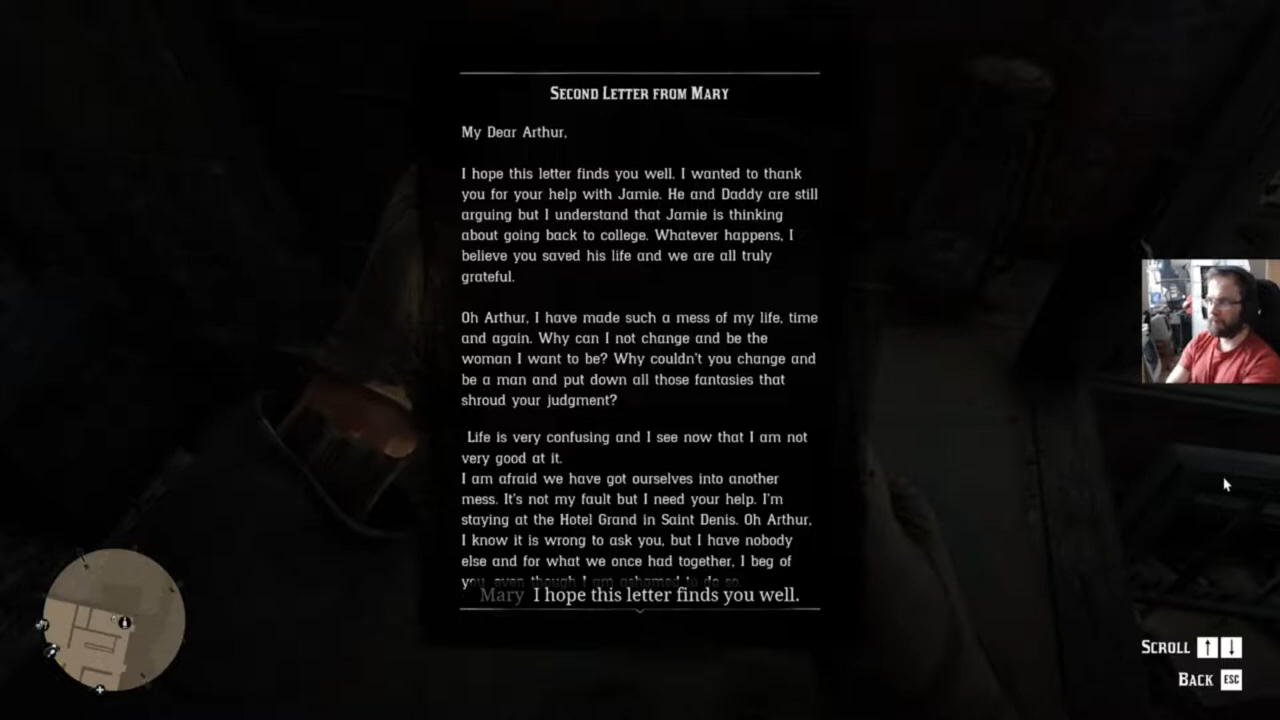 SECOND LETTER FROM MARY
My Dear Arthur,
I hope this letter finds you well. I wanted to thank
you for your help with Jamie. He and Daddy are still
arguing but I understand that Jamie is thinking
about going back to college. Whatever happens, I
believe you saved his life and we are all truly
grateful.
Oh Arthur, I have made such a mess of my life, time
and again. Why can I not change and be the
woman I want to be? Why couldn't you change and
be a man and put down all those fantasies that
shroud your judgment?
Life is very confusing and I see now that I am not
very good at it.
I am afraid we have got ourselves into another
mess. It's not my fault but I need your help. I'm
staying at the Hotel Grand in Saint Denis. Oh Arthur,
I know it is wrong to ask you, but I have nobody
else and for what we once had together, I beg of
you, even though I am ashamed to do so.
Mary I hope this letter finds you well.
SCROLL ↑ ↓
BACK ESC